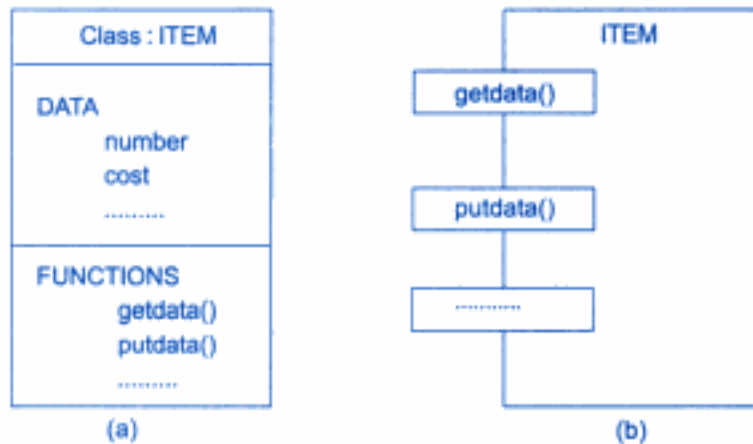 Class : ITEM
DATA
number
cost
.........
FUNCTIONS
getdata()
putdata()
.........
(a)
ITEM
getdata()
putdata()
...........
(b)